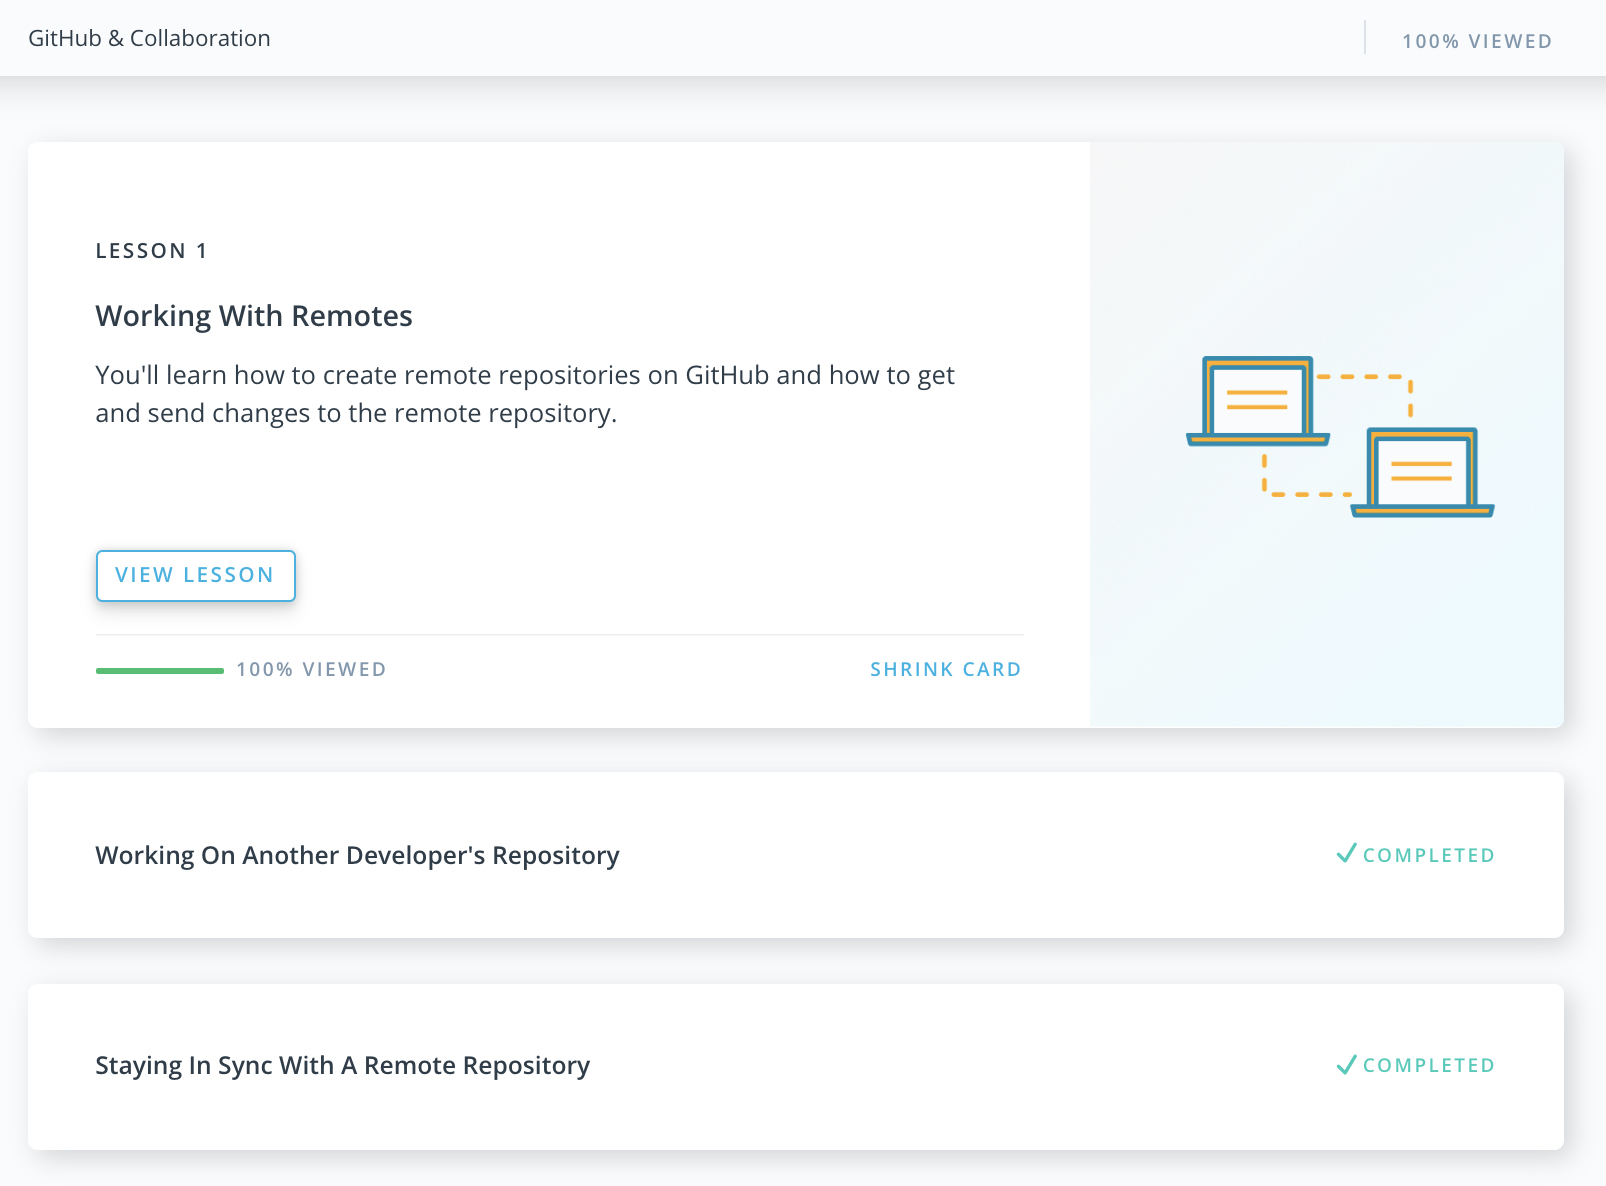 GitHub & Collaboration
100% VIEWED
LESSON 1
Working With Remotes
You'll learn how to create remote repositories on GitHub and how to get
and send changes to the remote repository.
VIEW LESSON
100% VIEWED
SHRINK CARD
Working On Another Developer's Repository
COMPLETED
Staying In Sync With A Remote Repository
COMPLETED